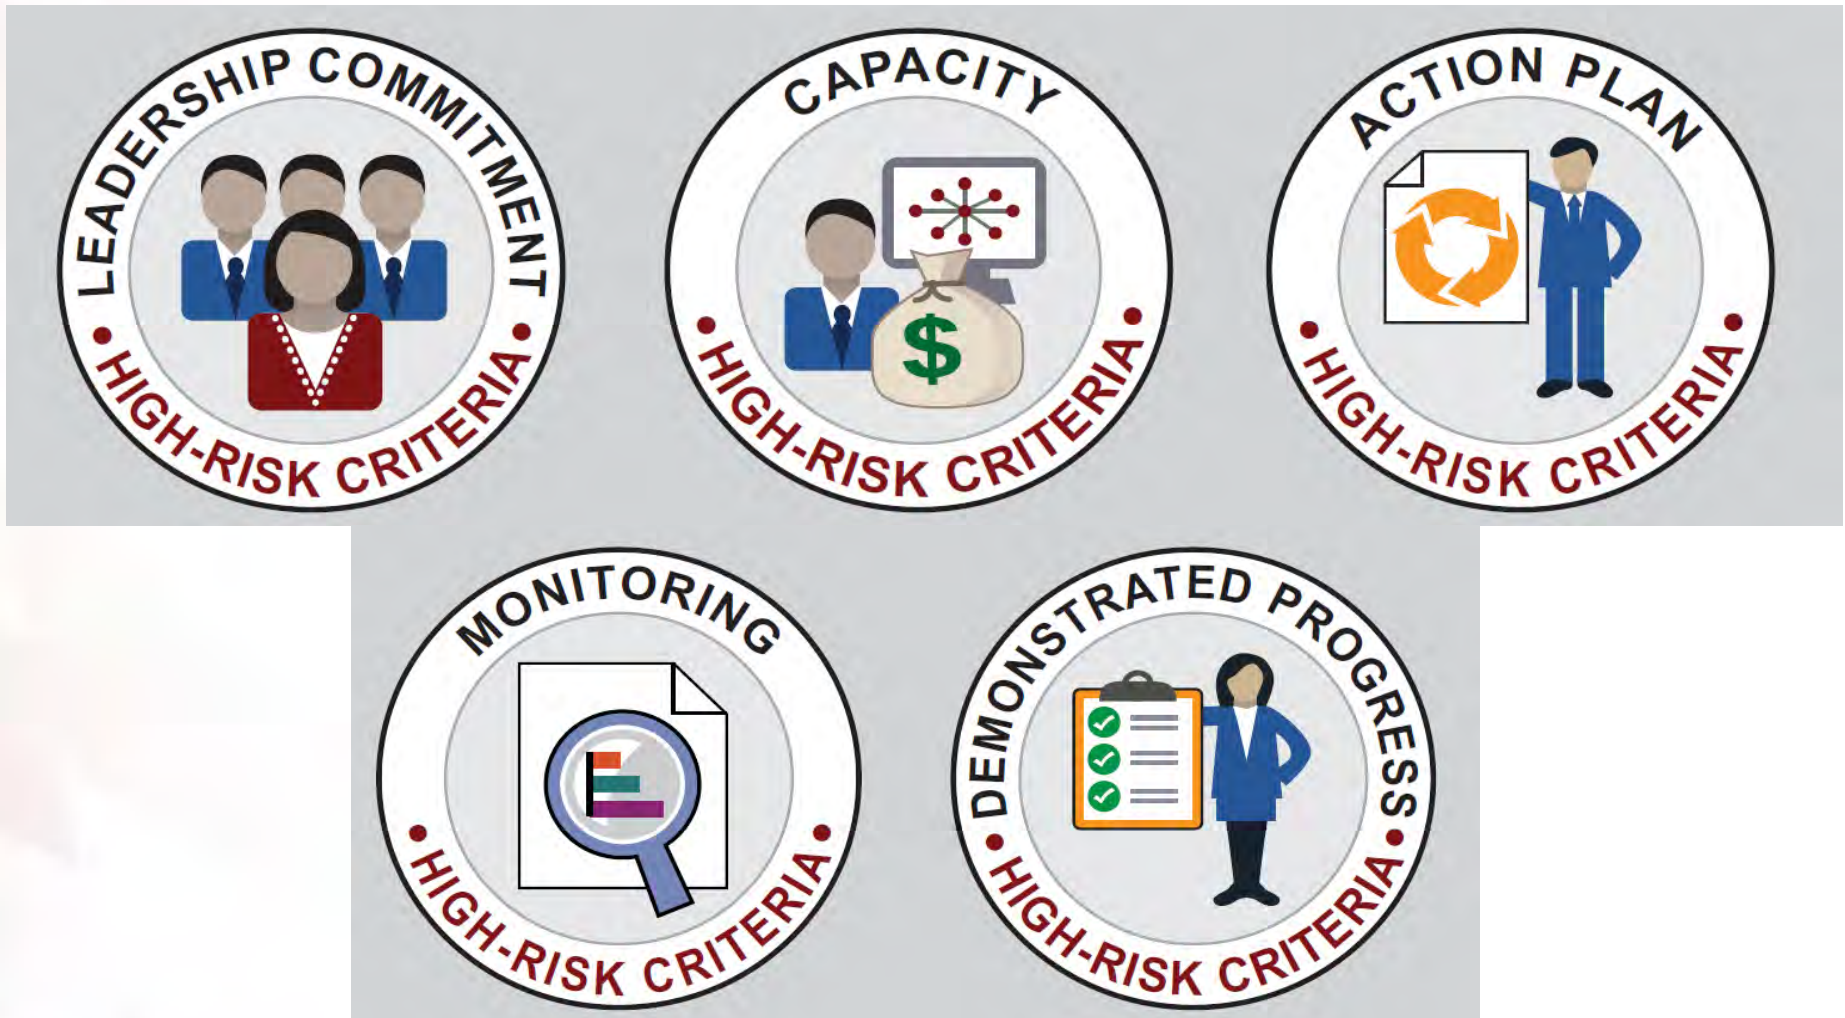 LEADERSHIP COMMITMENT
• HIGH-RISK CRITERIA •
CAPACITY
$
• HIGH-RISK CRITERIA •
ACTION PLAN
• HIGH-RISK CRITERIA •
MONITORING
• HIGH-RISK CRITERIA •
DEMONSTRATED PROGRESS
• HIGH-RISK CRITERIA •